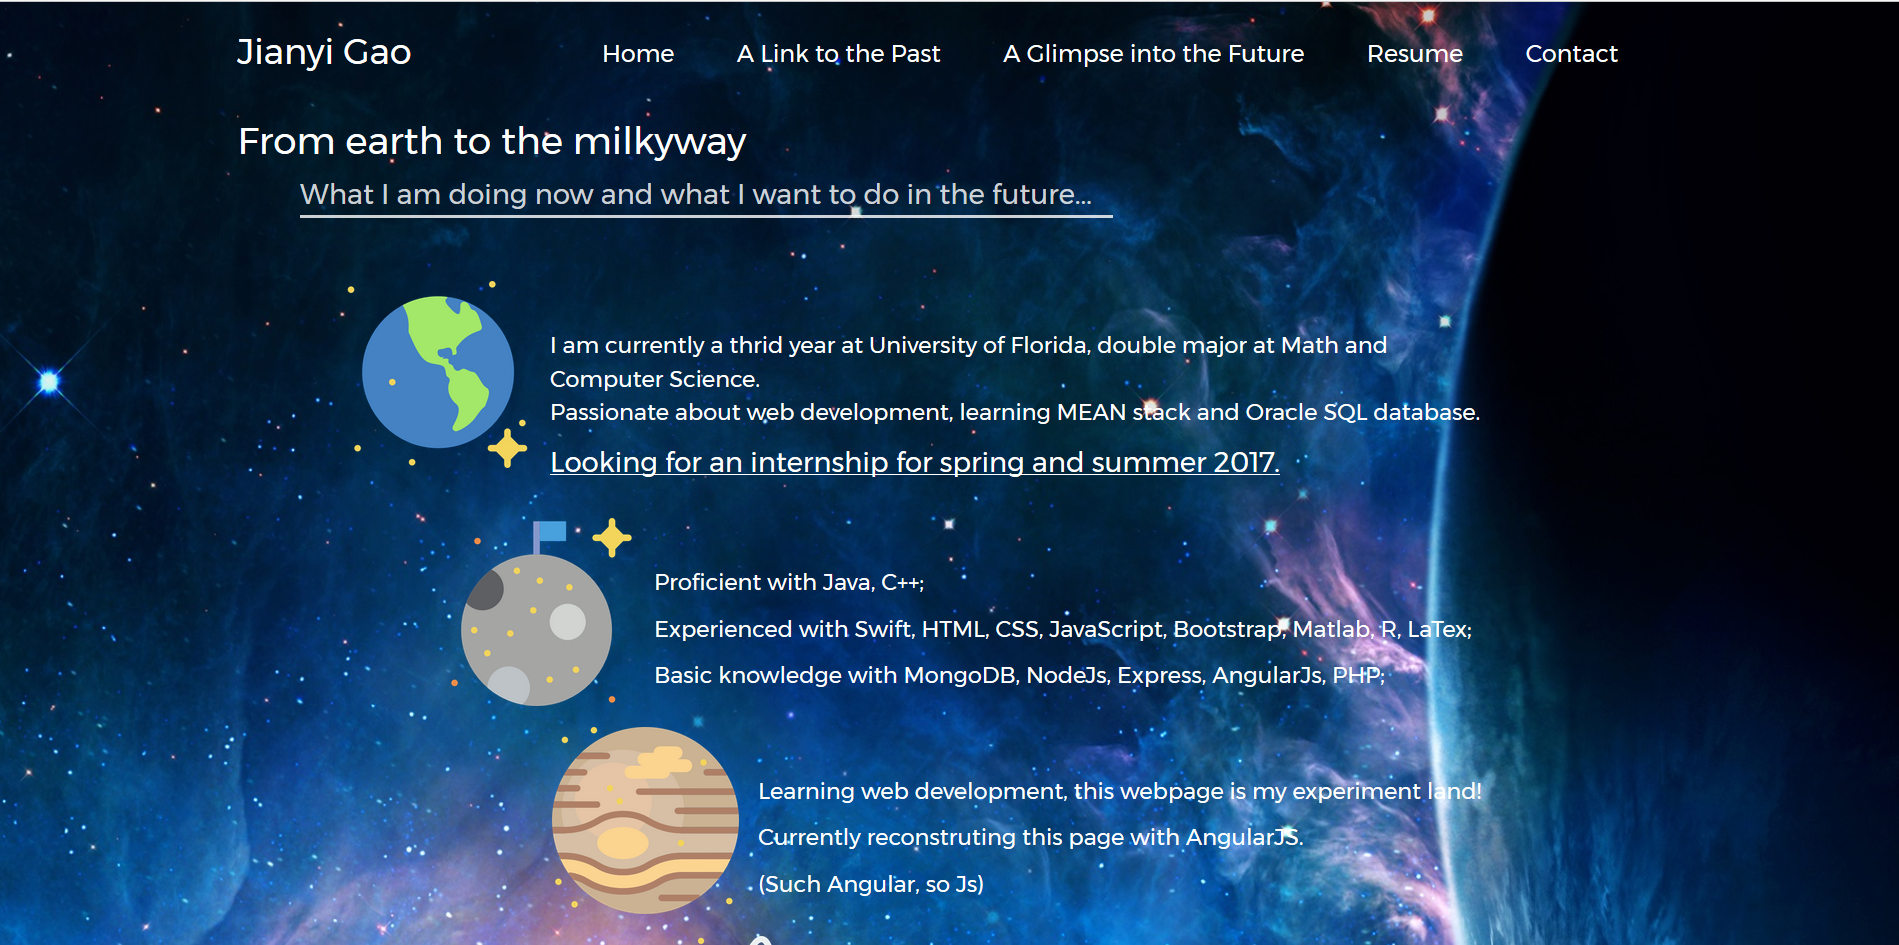 Jianyi Gao
Home
A Link to the Past
A Glimpse into the Future
Resume
Contact
From earth to the milkyway
What I am doing now and what I want to do in the future...
I am currently a thrid year at University of Florida, double major at Math and
Computer Science.
Passionate about web development, learning MEAN stack and Oracle SQL database.
Looking for an internship for spring and summer 2017.
Proficient with Java, C++;
Experienced with Swift, HTML, CSS, JavaScript, Bootstrap, Matlab, R, LaTex;
Basic knowledge with MongoDB, NodeJs, Express, AngularJs, PHP;
Learning web development, this webpage is my experiment land!
Currently reconstruting this page with AngularJS.
(Such Angular, so Js)